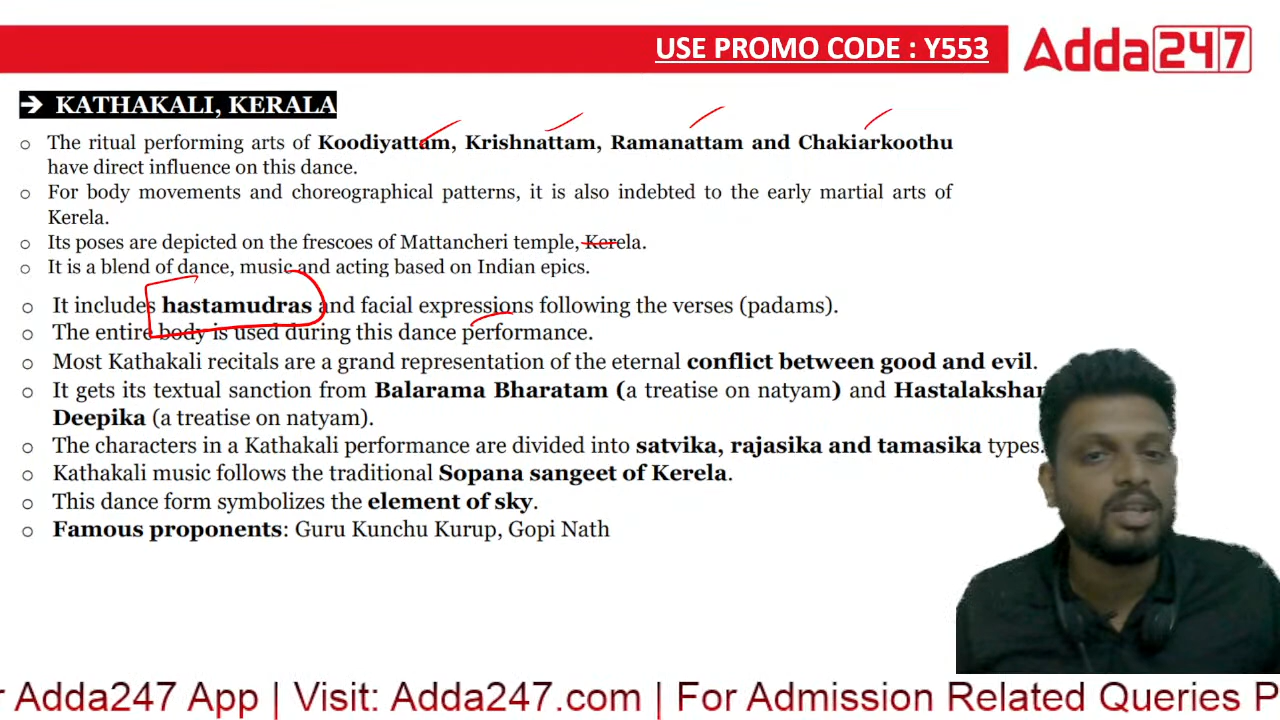 USE PROMO CODE : Y553
Adda247
→ KATHAKALI, KERALA
o The ritual performing arts of Koodiyattam, Krishnattam, Ramanattam and Chakiarkoothu
have direct influence on this dance.
o For body movements and choreographical patterns, it is also indebted to the early martial arts of
Kerela.
o Its poses are depicted on the frescoes of Mattancheri temple, Kerela.
o It is a blend of dance, music and acting based on Indian epics.
o It includes hastamudras and facial expressions following the verses (padams).
o The entire body is used during this dance performance.
o Most Kathakali recitals are a grand representation of the eternal conflict between good and evil.
o It gets its textual sanction from Balarama Bharatam (a treatise on natyam) and Hastalakshan
Deepika (a treatise on natyam).
o The characters in a Kathakali performance are divided into satvika, rajasika and tamasika types.
o Kathakali music follows the traditional Sopana sangeet of Kerela.
o This dance form symbolizes the element of sky.
o Famous proponents: Guru Kunchu Kurup, Gopi Nath
r Adda247 App | Visit: Adda247.com | For Admission Related Queries P